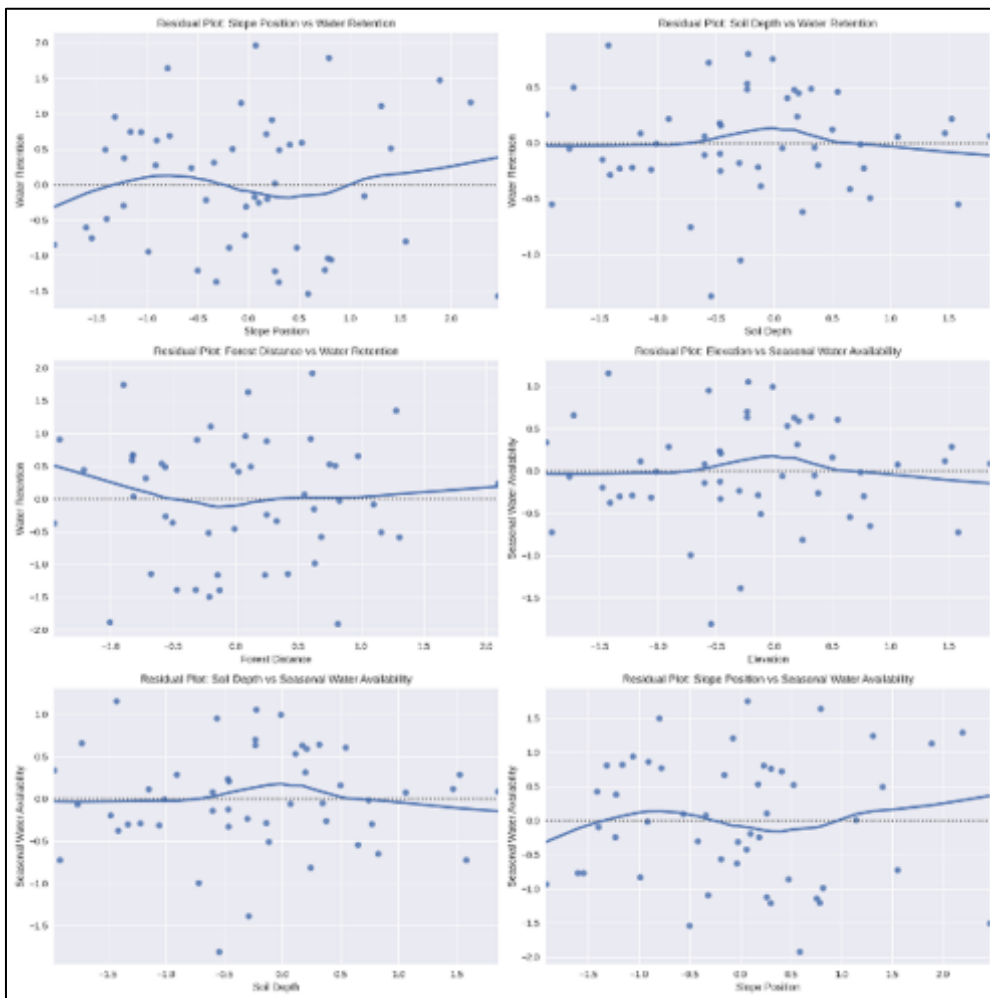 Residual Plot: Slope Position vs Water Retention
Water Retention
2.0
1.5
1.0
0.5
0.0
−0.5
−1.0
−1.5
−1.5 −1.0 −0.5 0.0 0.5 1.0 1.5 2.0
Slope Position
Residual Plot: Soil Depth vs Water Retention
Water Retention
0.5
0.0
−0.5
−1.0
−1.5 −1.0 −0.5 0.0 0.5 1.0 1.5
Soil Depth
Residual Plot: Forest Distance vs Water Retention
Water Retention
2.0
1.5
1.0
0.5
0.0
−0.5
−1.0
−1.5
−2.0
−1.0 −0.5 0.0 0.5 1.0 1.5 2.0
Forest Distance
Residual Plot: Elevation vs Seasonal Water Availability
Seasonal Water Availability
1.0
0.5
0.0
−0.5
−1.0
−1.5
−1.5 −1.0 −0.5 0.0 0.5 1.0 1.5
Elevation
Residual Plot: Soil Depth vs Seasonal Water Availability
Seasonal Water Availability
1.0
0.5
0.0
−0.5
−1.0
−1.5
−1.5 −1.0 −0.5 0.0 0.5 1.0 1.5
Soil Depth
Residual Plot: Slope Position vs Seasonal Water Availability
Seasonal Water Availability
1.5
1.0
0.5
0.0
−0.5
−1.0
−1.5
−2.0
−1.5 −1.0 −0.5 0.0 0.5 1.0 1.5 2.0
Slope Position